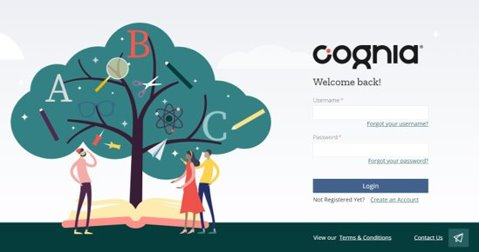 B
A
C
cognia®
Welcome back!
Username *
Forgot your username?
Password *
Forgot your password?
Login
Not Registered Yet? Create an Account
View our Terms & Conditions Contact Us